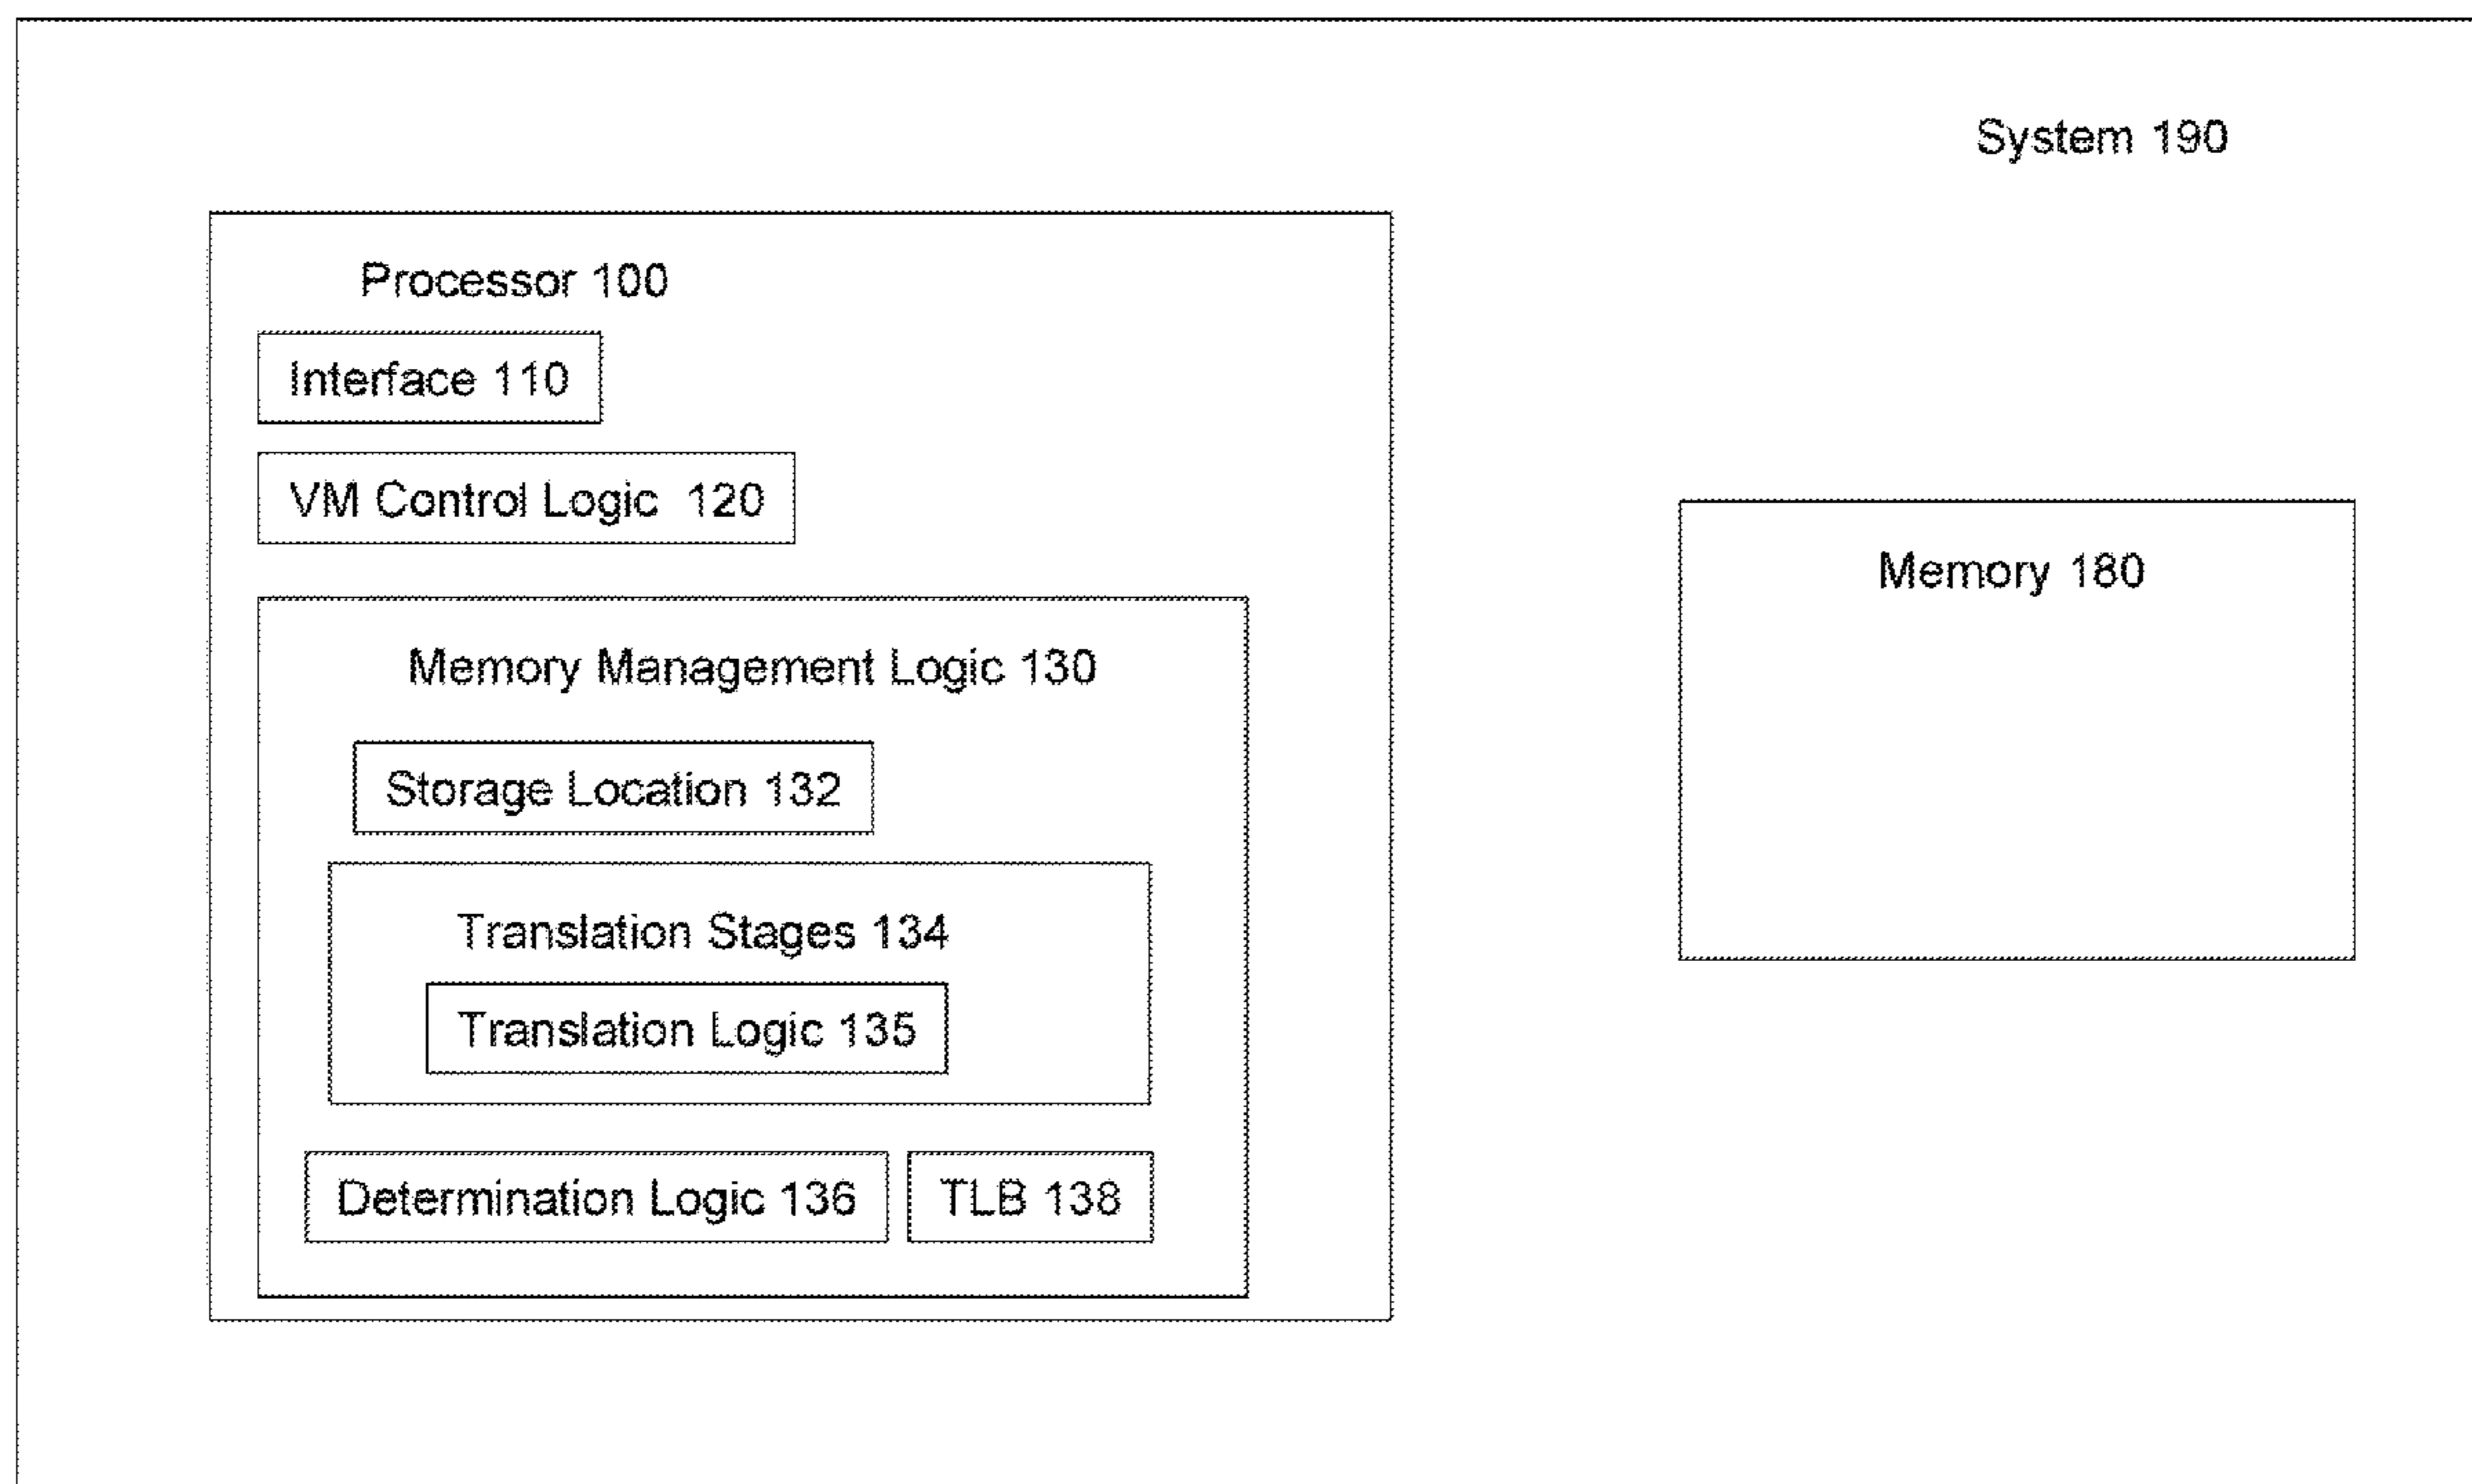 System 190
Processor 100
Interface 110
VM Control Logic 120
Memory Management Logic 130
Storage Location 132
Translation Stages 134
Translation Logic 135
Determination Logic 136
TLB 138
Memory 180